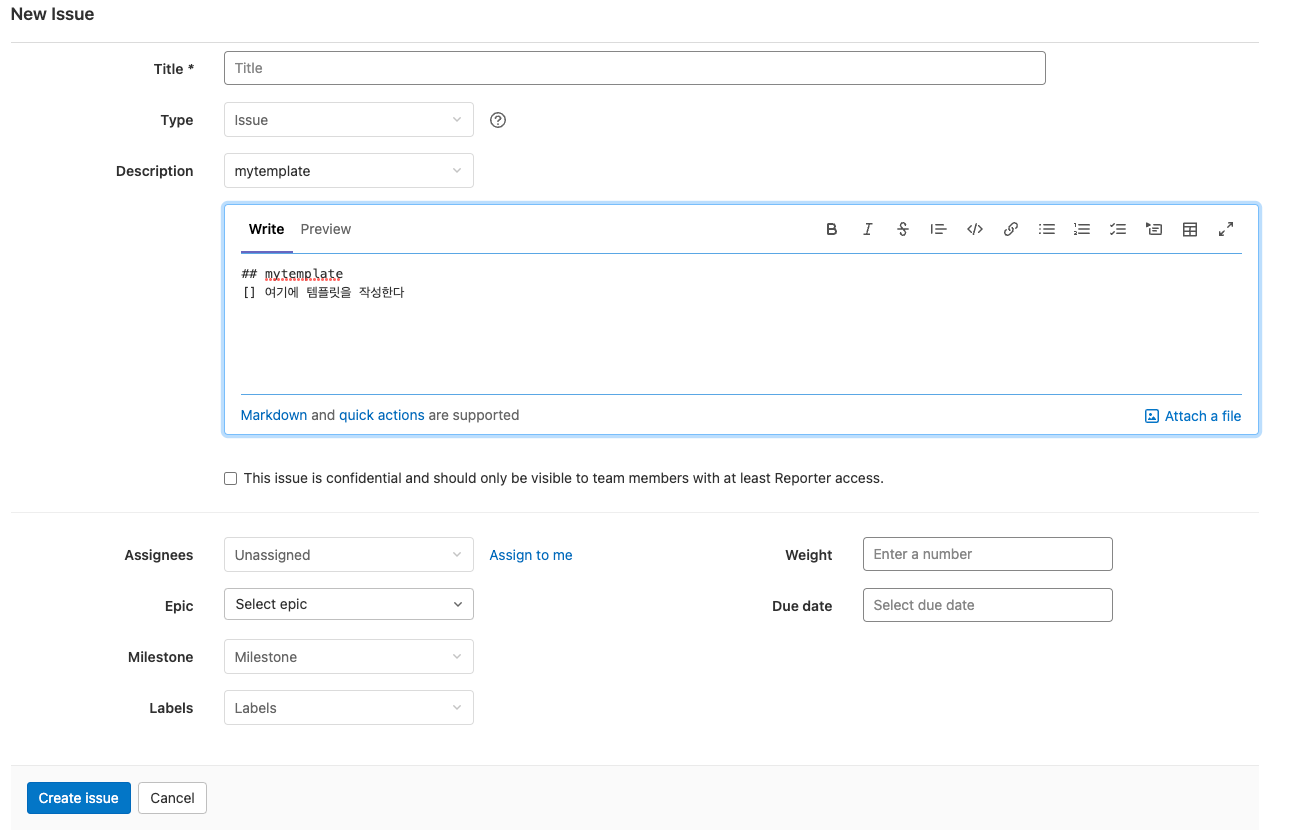 New Issue
Title * Title
Type Issue
Description mytemplate
Write Preview
## mytemplate
[] 여기에 템플릿을 작성한다
Markdown and quick actions are supported Attach a file
This issue is confidential and should only be visible to team members with at least Reporter access.
Assignees Unassigned Assign to me Weight Enter a number
Epic Select epic Due date Select due date
Milestone Milestone
Labels Labels
Create issue Cancel